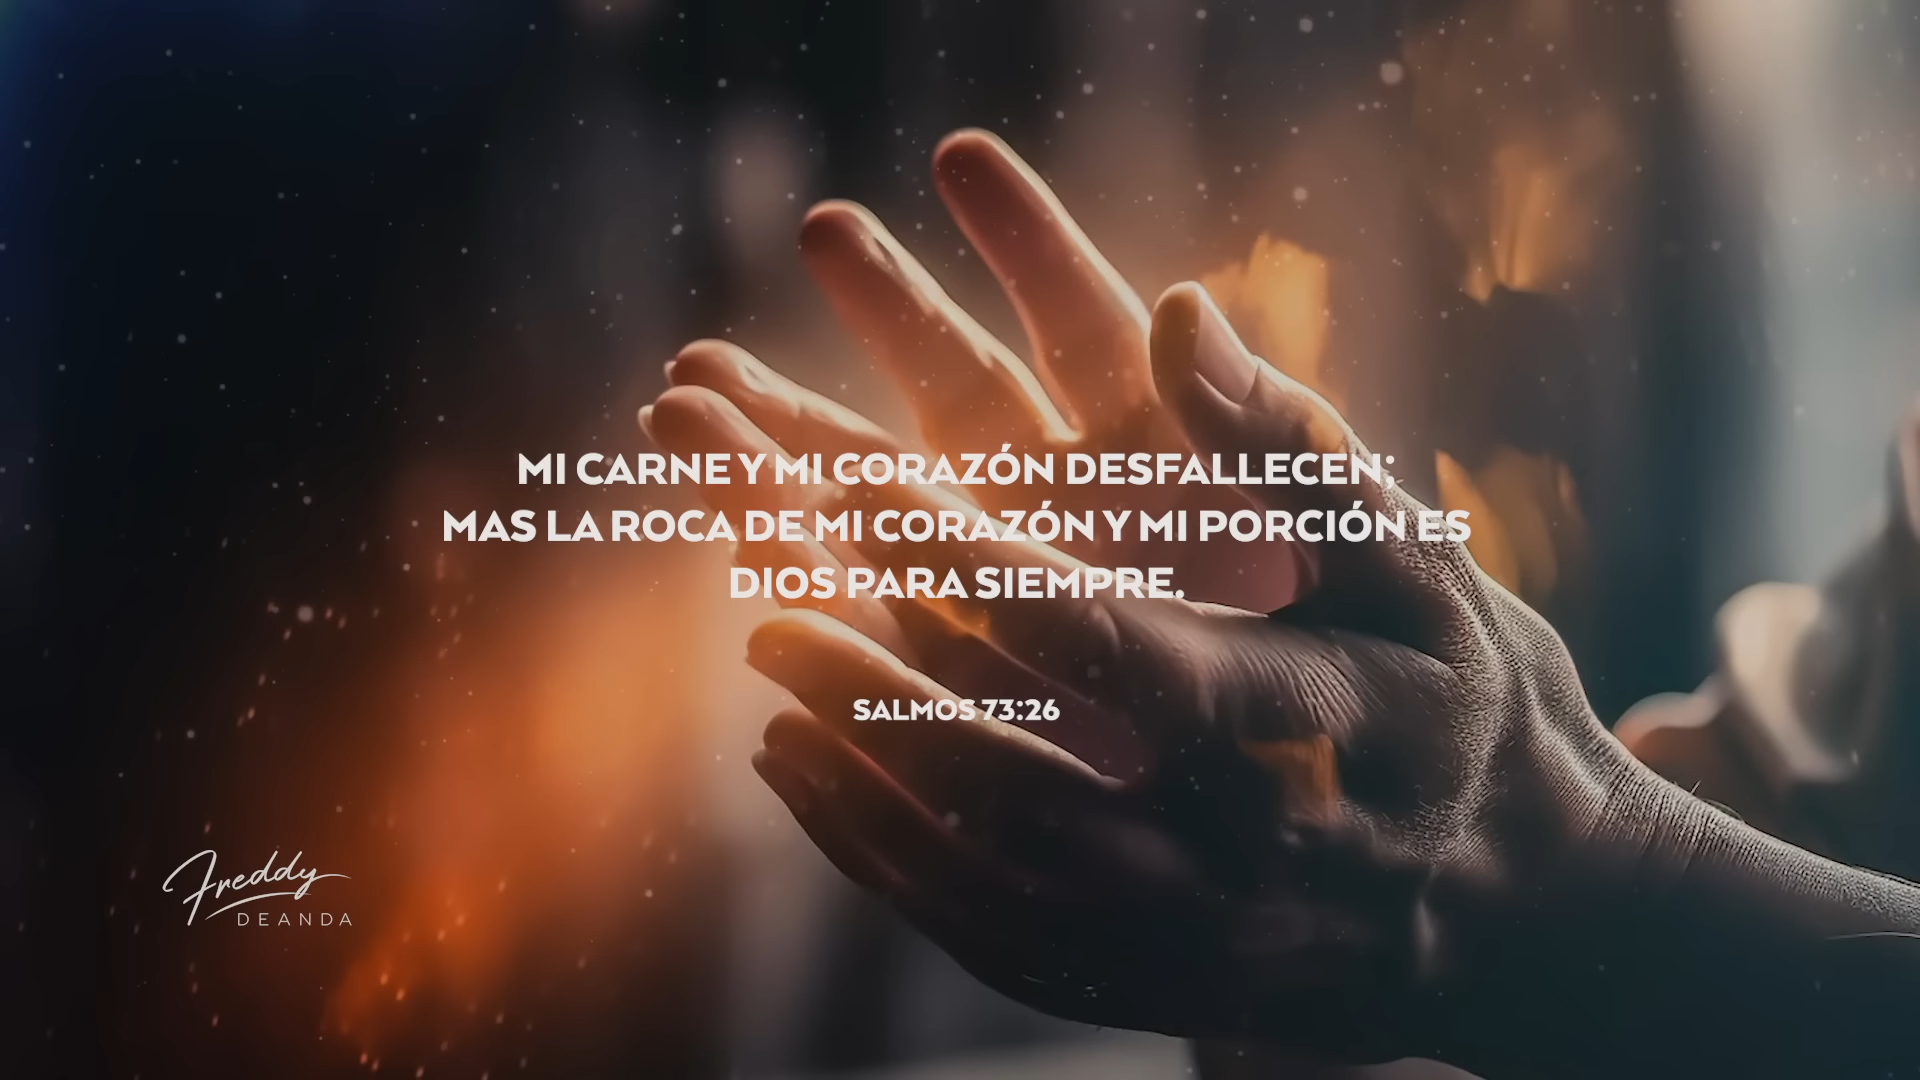 MI CARNE Y MI CORAZÓN DESFALLECEN;
MAS LA ROCA DE MI CORAZÓN Y MI PORCIÓN ES
DIOS PARA SIEMPRE.
SALMOS 73:26
Freddy
DEANDA